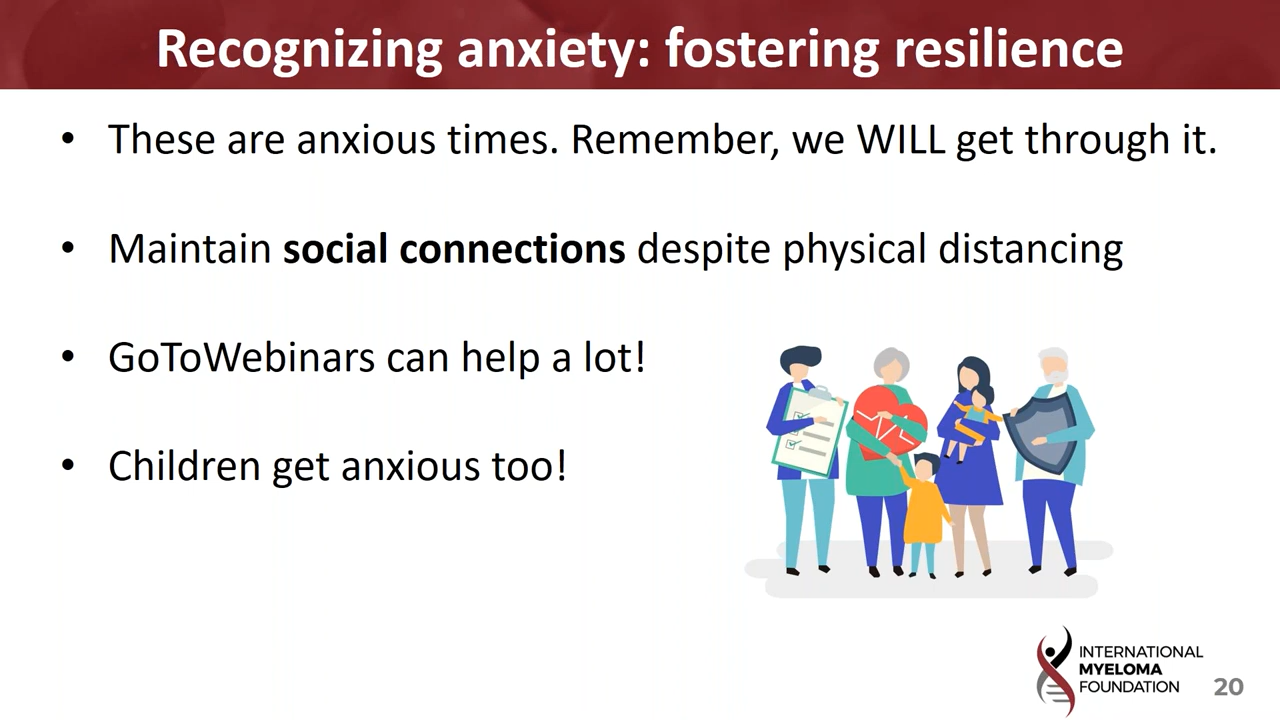 Recognizing anxiety: fostering resilience
• These are anxious times. Remember, we WILL get through it.
• Maintain social connections despite physical distancing
• GoToWebinars can help a lot!
• Children get anxious too!
INTERNATIONAL
MYELOMA
FOUNDATION
20